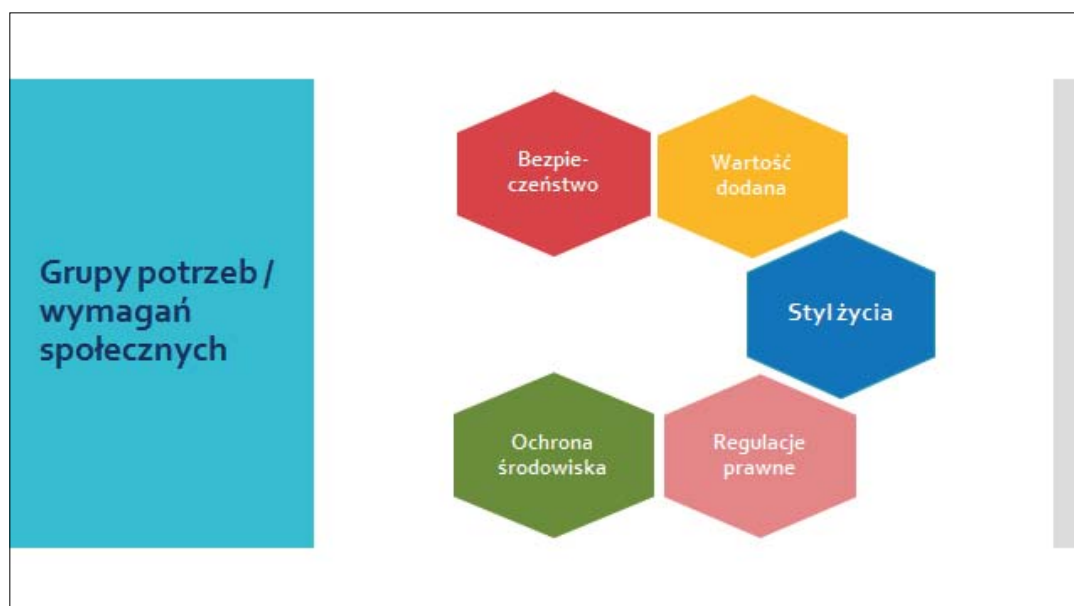 Grupy potrzeb /
wymagań
społecznych
Bezpie-
czeństwo
Wartość
dodana
Styl życia
Ochrona
środowiska
Regulacje
prawne